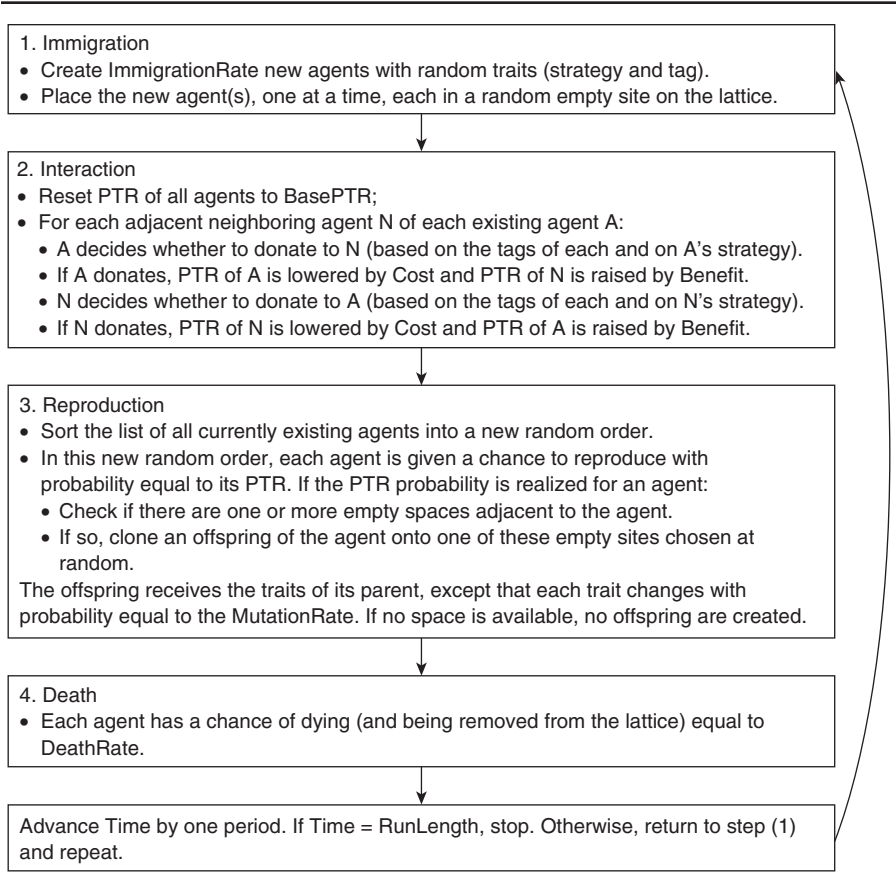 1. Immigration
• Create ImmigrationRate new agents with random traits (strategy and tag).
• Place the new agent(s), one at a time, each in a random empty site on the lattice.
2. Interaction
• Reset PTR of all agents to BasePTR;
• For each adjacent neighboring agent N of each existing agent A:
• A decides whether to donate to N (based on the tags of each and on A's strategy).
• If A donates, PTR of A is lowered by Cost and PTR of N is raised by Benefit.
• N decides whether to donate to A (based on the tags of each and on N's strategy).
• If N donates, PTR of N is lowered by Cost and PTR of A is raised by Benefit.
3. Reproduction
• Sort the list of all currently existing agents into a new random order.
• In this new random order, each agent is given a chance to reproduce with
probability equal to its PTR. If the PTR probability is realized for an agent:
• Check if there are one or more empty spaces adjacent to the agent.
• If so, clone an offspring of the agent onto one of these empty sites chosen at
random.
The offspring receives the traits of its parent, except that each trait changes with
probability equal to the MutationRate. If no space is available, no offspring are created.
4. Death
• Each agent has a chance of dying (and being removed from the lattice) equal to
DeathRate.
Advance Time by one period. If Time = RunLength, stop. Otherwise, return to step (1)
and repeat.